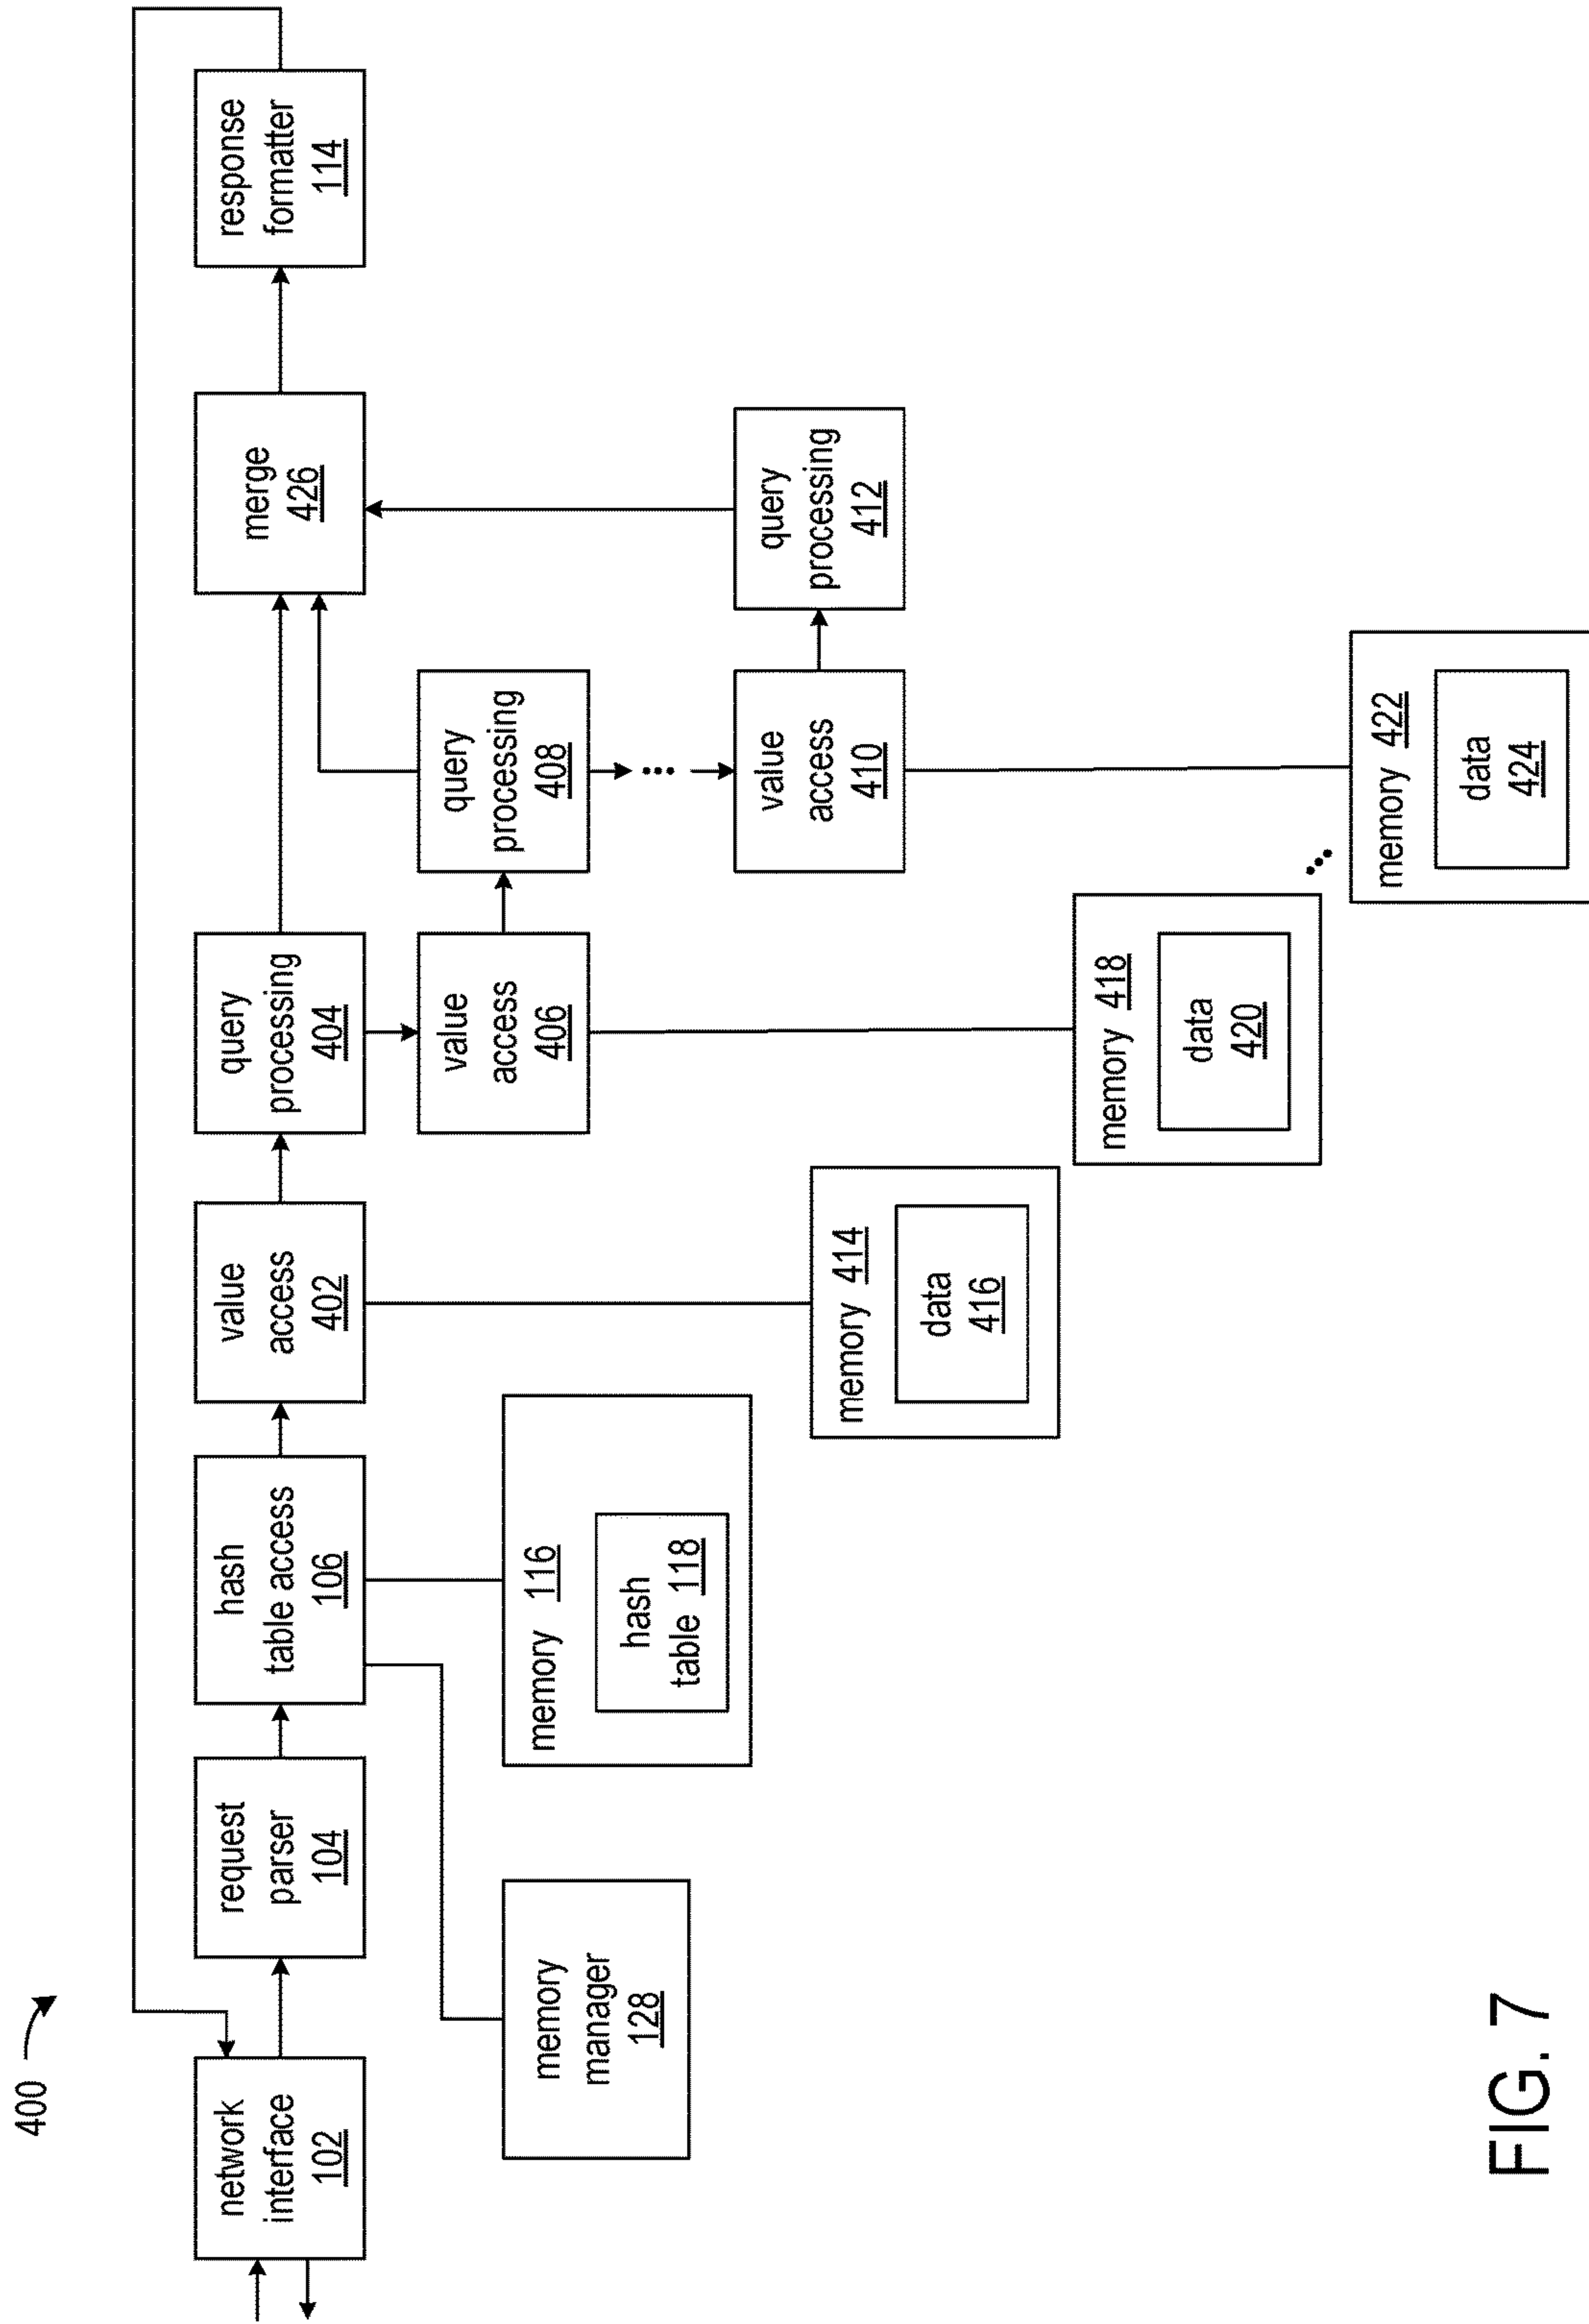 400
network
interface
102
request
parser
104
hash
table access
106
value
access
402
query
processing
404
merge
426
response
formatter
114
value
access
406
query
processing
408
value
access
410
query
processing
412
memory
manager
128
memory 116
hash
table 118
memory 414
data
416
memory 418
data
420
...
memory 422
data
424
...
FIG. 7